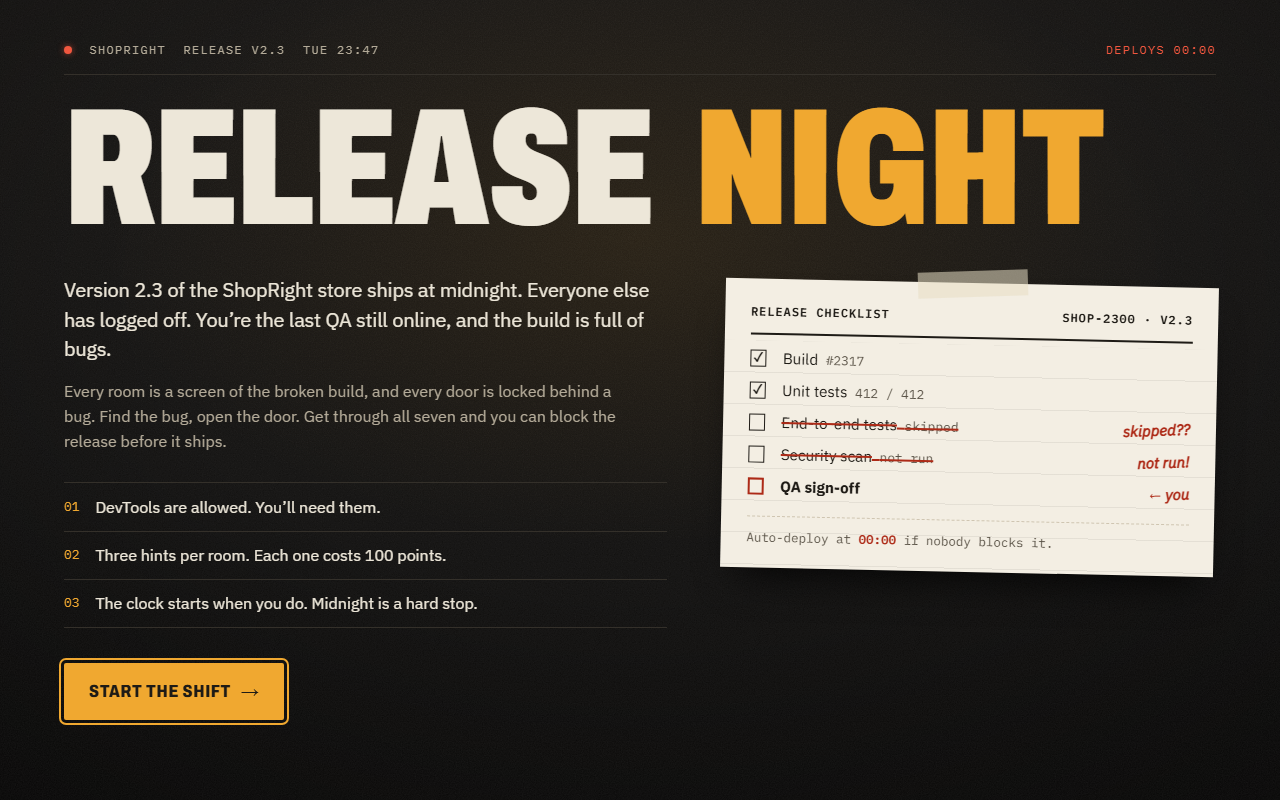 SHOPRIGHT RELEASE V2.3 TUE 23:47
DEPLOYS 00:00
RELEASE NIGHT
Version 2.3 of the ShopRight store ships at midnight. Everyone else
has logged off. You’re the last QA still online, and the build is full of
bugs.
Every room is a screen of the broken build, and every door is locked behind a
bug. Find the bug, open the door. Get through all seven and you can block the
release before it ships.
01 DevTools are allowed. You’ll need them.
02 Three hints per room. Each one costs 100 points.
03 The clock starts when you do. Midnight is a hard stop.
START THE SHIFT →
RELEASE CHECKLIST
SHOP-2300 · V2.3
Build #2317
Unit tests 412 / 412
End-to-end tests skipped
skipped??
Security scan not run
not run!
QA sign-off
← you
Auto-deploy at 00:00 if nobody blocks it.